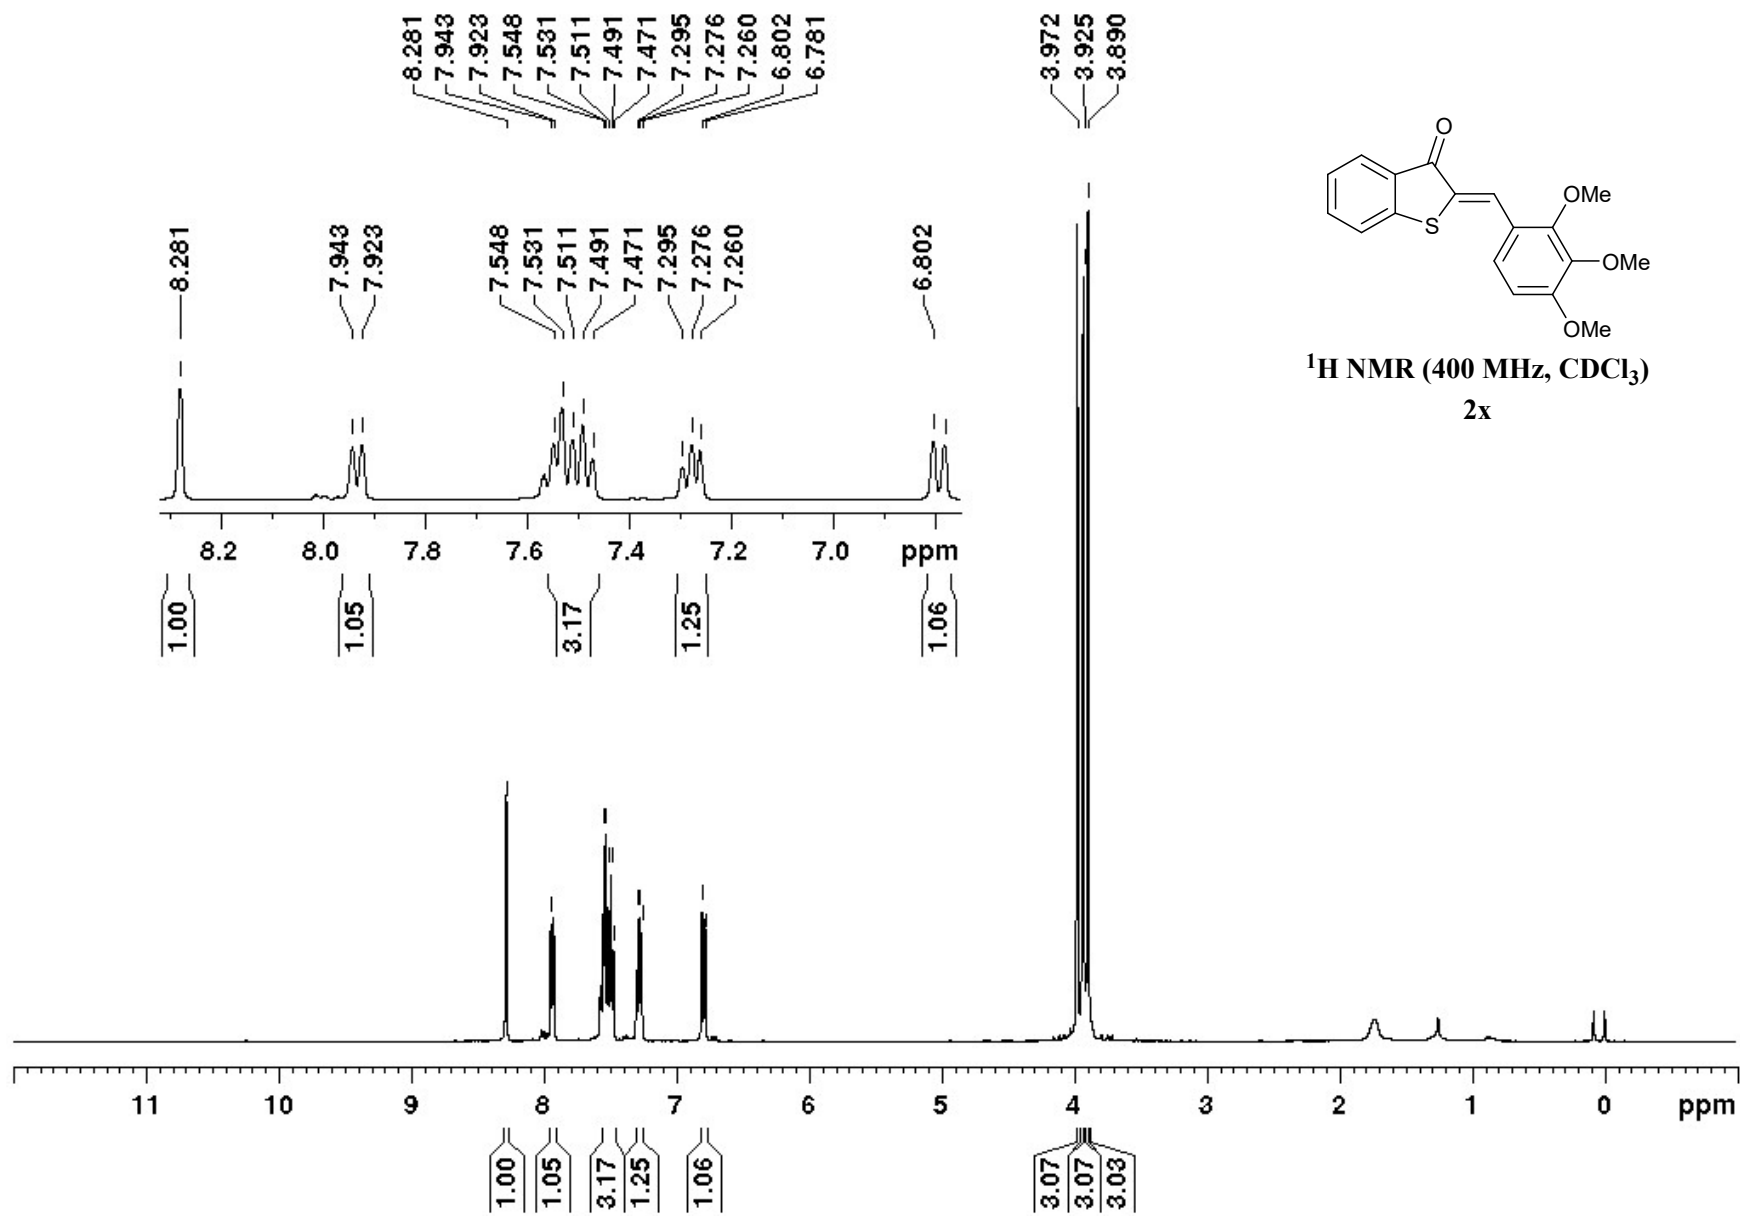 8.281
7.943
7.923
7.548
7.531
7.511
7.491
7.471
7.295
7.276
7.260
6.802
6.781
3.972
3.925
3.890
O
OMe
S
OMe
OMe
¹H NMR (400 MHz, CDCl₃)
2x
8.281
7.943
7.923
7.548
7.531
7.511
7.491
7.471
7.295
7.276
7.260
6.802
8.2 8.0 7.8 7.6 7.4 7.2 7.0 ppm
1.00 1.05 3.17 1.25 1.06
11 10 9 8 7 6 5 4 3 2 1 0 ppm
1.00 1.05 3.17 1.25 1.06 3.07 3.07 3.03